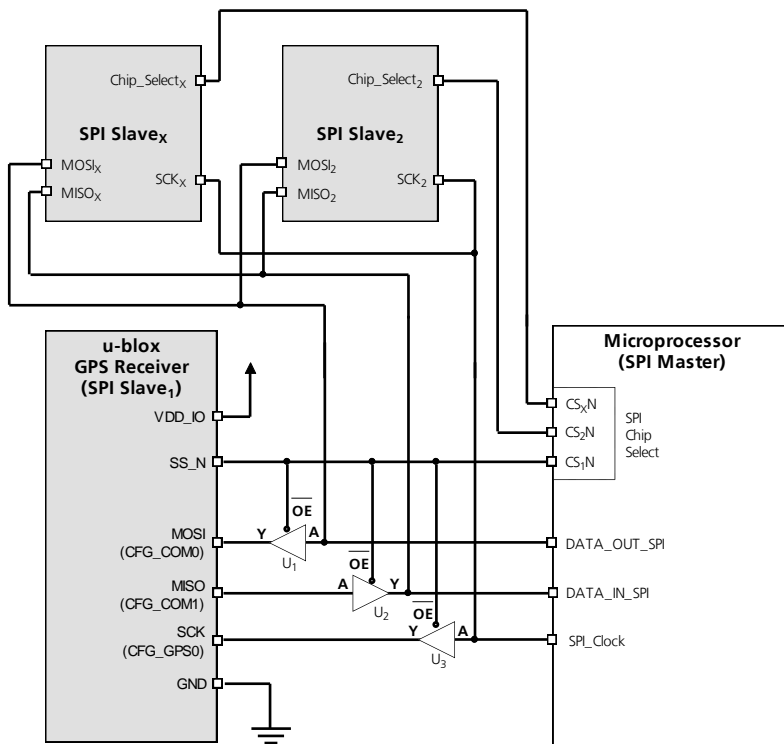 Chip_SelectX
SPI SlaveX
MOSIX
MISOX
SCKX
Chip_Select2
SPI Slave2
MOSI2
MISO2
SCK2
u-blox
GPS Receiver
(SPI Slave1)
VDD_IO
SS_N
MOSI
(CFG_COM0)
MISO
(CFG_COM1)
SCK
(CFG_GPS0)
GND
OE
Y
A
U1
OE
A
Y
U2
OE
Y
A
U3
Microprocessor
(SPI Master)
CSXN
CS2N
CS1N
SPI
Chip
Select
DATA_OUT_SPI
DATA_IN_SPI
SPI_Clock